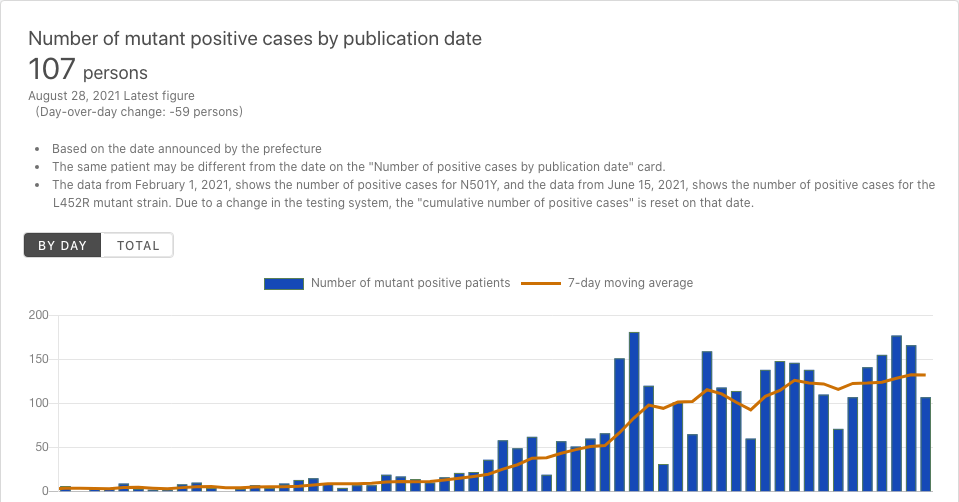 Number of mutant positive cases by publication date
107 persons
August 28, 2021 Latest figure
(Day-over-day change: -59 persons)
• Based on the date announced by the prefecture
• The same patient may be different from the date on the "Number of positive cases by publication date" card.
• The data from February 1, 2021, shows the number of positive cases for N501Y, and the data from June 15, 2021, shows the number of positive cases for the
L452R mutant strain. Due to a change in the testing system, the "cumulative number of positive cases" is reset on that date.
BY DAY TOTAL
Number of mutant positive patients 7-day moving average
200
150
100
50
0